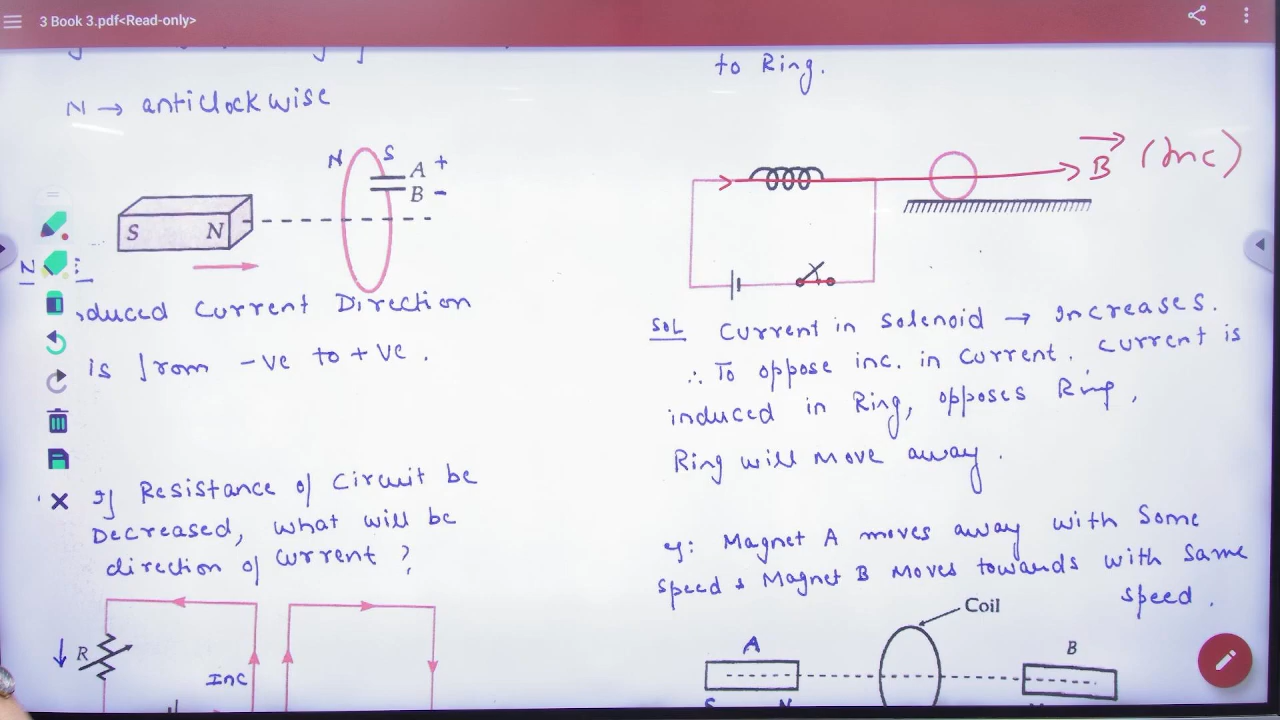 3 Book 3.pdf<Read-only>
N → anticlockwise
N S
A +
B -
S N
duced Current Direction
is from -ve to +ve.
If Resistance of Circuit be
Decreased, what will be
direction of current ?
↓ R
Inc
to Ring.
B (Inc)
Sol Current in Solenoid → Increases.
∴ To oppose inc. in Current. Current is
induced in Ring, opposes Ring,
Ring will move away.
eg: Magnet A moves away with Some
speed & Magnet B moves towards with same
speed.
Coil
A B
S N